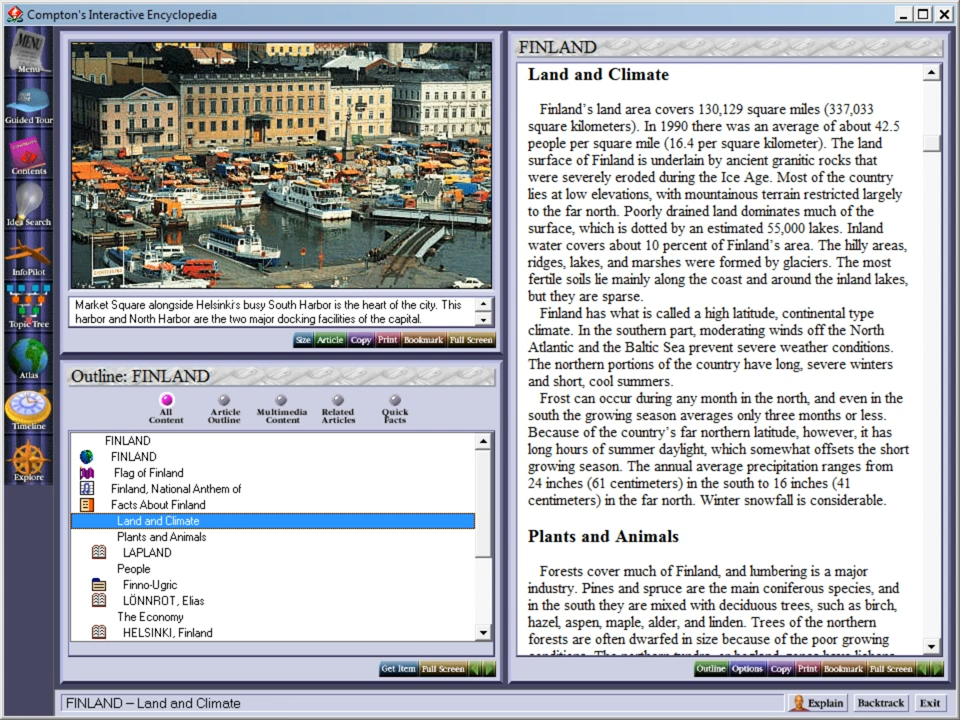 Compton's Interactive Encyclopedia
MENU
Menu
Guided Tour
Contents
Idea Search
InfoPilot
Topic Tree
Atlas
Timeline
Explore
Market Square alongside Helsinki's busy South Harbor is the heart of the city. This
harbor and North Harbor are the two major docking facilities of the capital.
Size Article Copy Print Bookmark Full Screen
Outline: FINLAND
All Content
Article Outline
Multimedia Content
Related Articles
Quick Facts
FINLAND
FINLAND
Flag of Finland
Finland, National Anthem of
Facts About Finland
Land and Climate
Plants and Animals
LAPLAND
People
Finno-Ugric
LÖNNROT, Elias
The Economy
HELSINKI, Finland
Get Item Full Screen
FINLAND
Land and Climate
Finland's land area covers 130,129 square miles (337,033
square kilometers). In 1990 there was an average of about 42.5
people per square mile (16.4 per square kilometer). The land
surface of Finland is underlain by ancient granitic rocks that
were severely eroded during the Ice Age. Most of the country
lies at low elevations, with mountainous terrain restricted largely
to the far north. Poorly drained land dominates much of the
surface, which is dotted by an estimated 55,000 lakes. Inland
water covers about 10 percent of Finland's area. The hilly areas,
ridges, lakes, and marshes were formed by glaciers. The most
fertile soils lie mainly along the coast and around the inland lakes,
but they are sparse.
Finland has what is called a high latitude, continental type
climate. In the southern part, moderating winds off the North
Atlantic and the Baltic Sea prevent severe weather conditions.
The northern portions of the country have long, severe winters
and short, cool summers.
Frost can occur during any month in the north, and even in the
south the growing season averages only three months or less.
Because of the country's far northern latitude, however, it has
long hours of summer daylight, which somewhat offsets the short
growing season. The annual average precipitation ranges from
24 inches (61 centimeters) in the south to 16 inches (41
centimeters) in the far north. Winter snowfall is considerable.
Plants and Animals
Forests cover much of Finland, and lumbering is a major
industry. Pines and spruce are the main coniferous species, and
in the south they are mixed with deciduous trees, such as birch,
hazel, aspen, maple, alder, and linden. Trees of the northern
forests are often dwarfed in size because of the poor growing
Outline Options Copy Print Bookmark Full Screen
FINLAND – Land and Climate
Explain Backtrack Exit